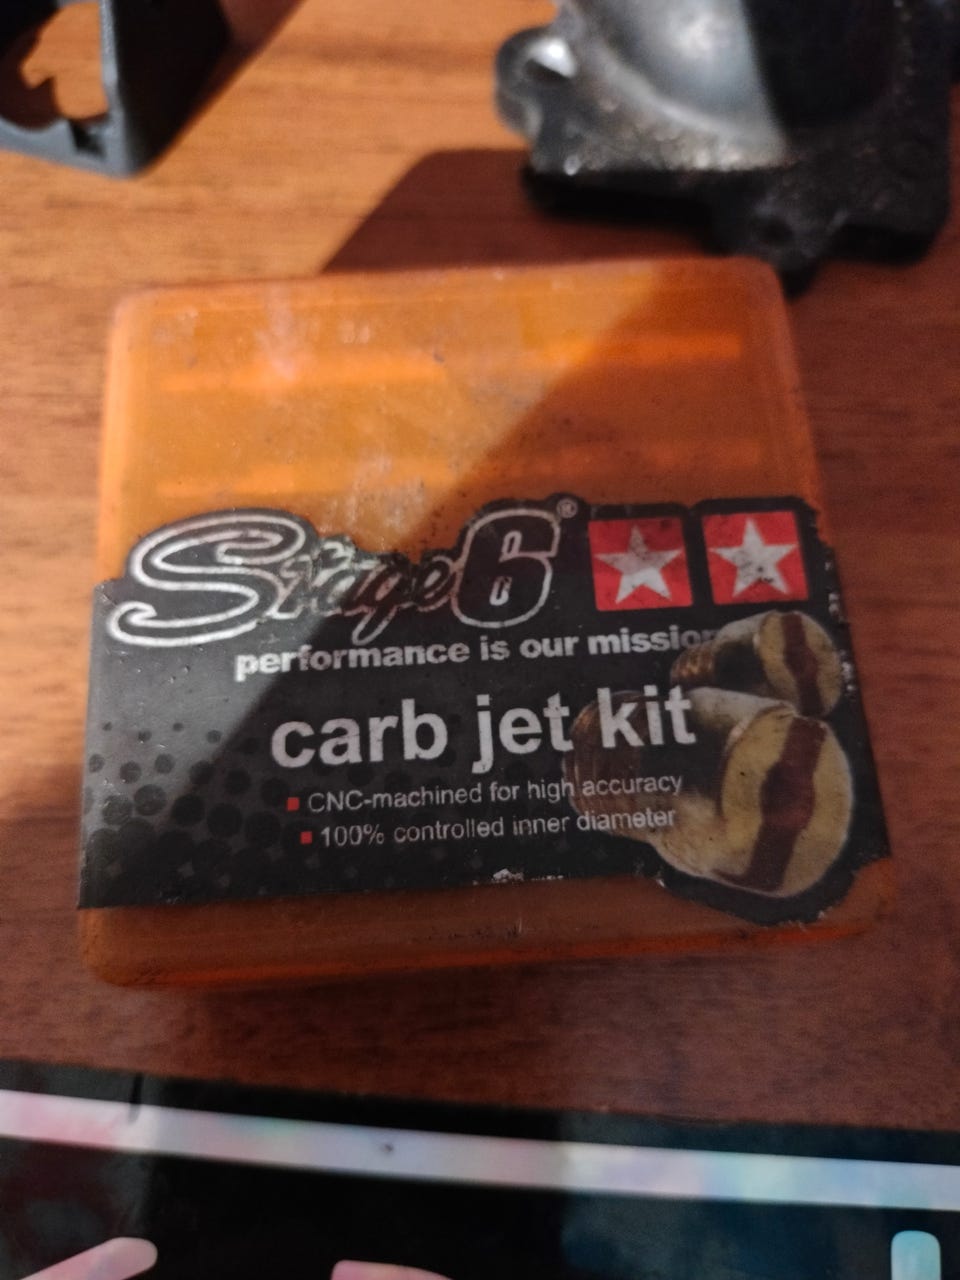 Stage6®
performance is our mission
carb jet kit
CNC-machined for high accuracy
100% controlled inner diameter